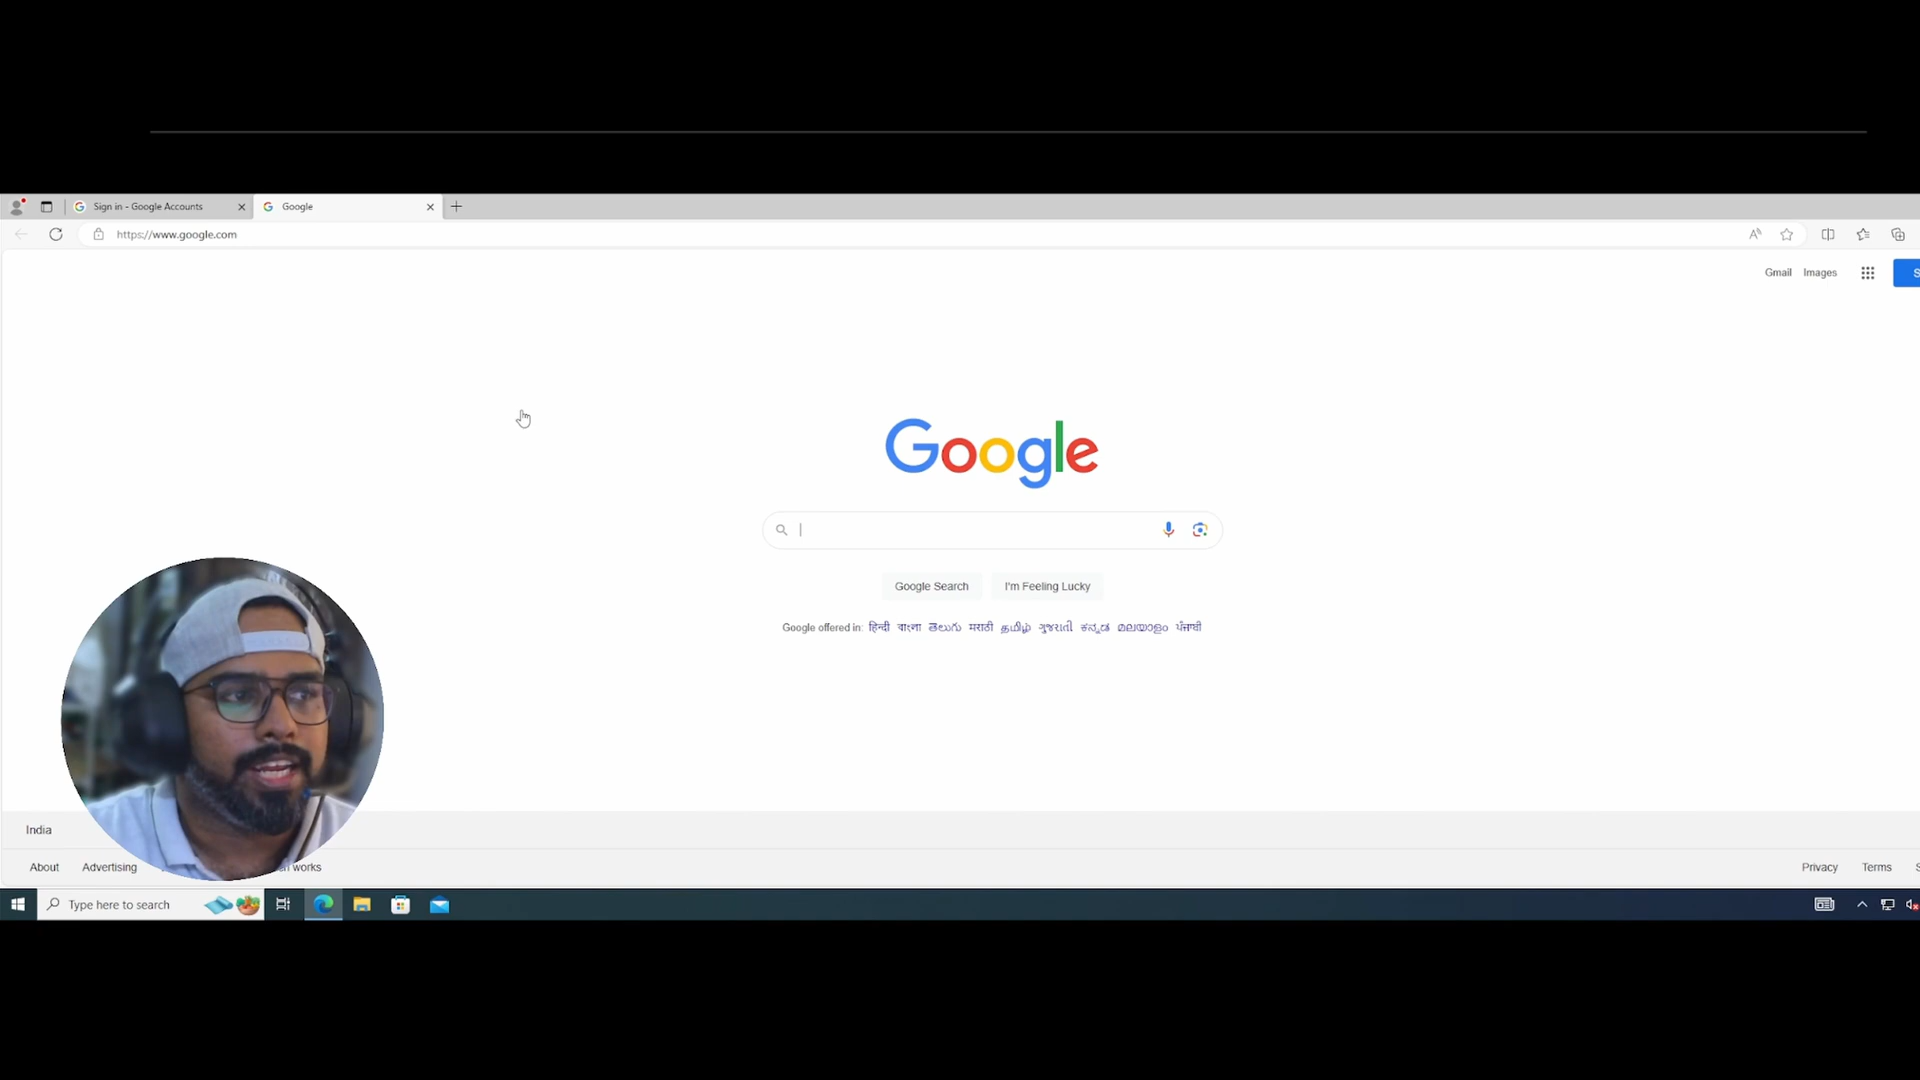 Sign in - Google Accounts
Google
https://www.google.com
Gmail Images
Google
Google Search I'm Feeling Lucky
Google offered in: हिन्दी বাংলা తెలుగు मराठी தமிழ் ગુજરાતી ಕನ್ನಡ മലയാളം ਪੰਜਾਬੀ
India
About Advertising works Privacy Terms
Type here to search